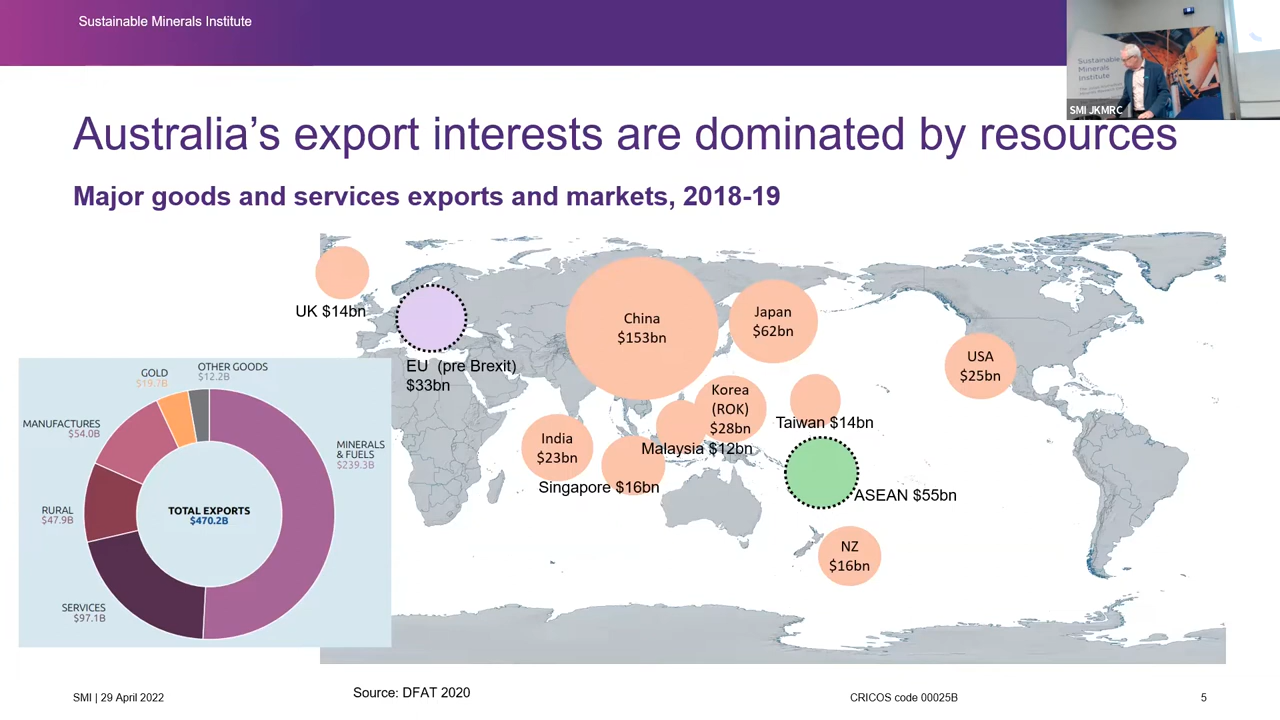 Sustainable Minerals Institute
Sustainable
Minerals
Institute
SMI JKMRC
Australia's export interests are dominated by resources
Major goods and services exports and markets, 2018-19
UK $14bn
EU (pre Brexit)
$33bn
China
$153bn
Japan
$62bn
USA
$25bn
Korea
(ROK)
$28bn
Taiwan $14bn
India
$23bn
Malaysia $12bn
Singapore $16bn
ASEAN $55bn
NZ
$16bn
OTHER GOODS
$12.2B
GOLD
$19.7B
MANUFACTURES
$54.0B
MINERALS
& FUELS
$239.3B
RURAL
$47.9B
TOTAL EXPORTS
$470.2B
SERVICES
$97.1B
SMI | 29 April 2022
Source: DFAT 2020
CRICOS code 00025B
5